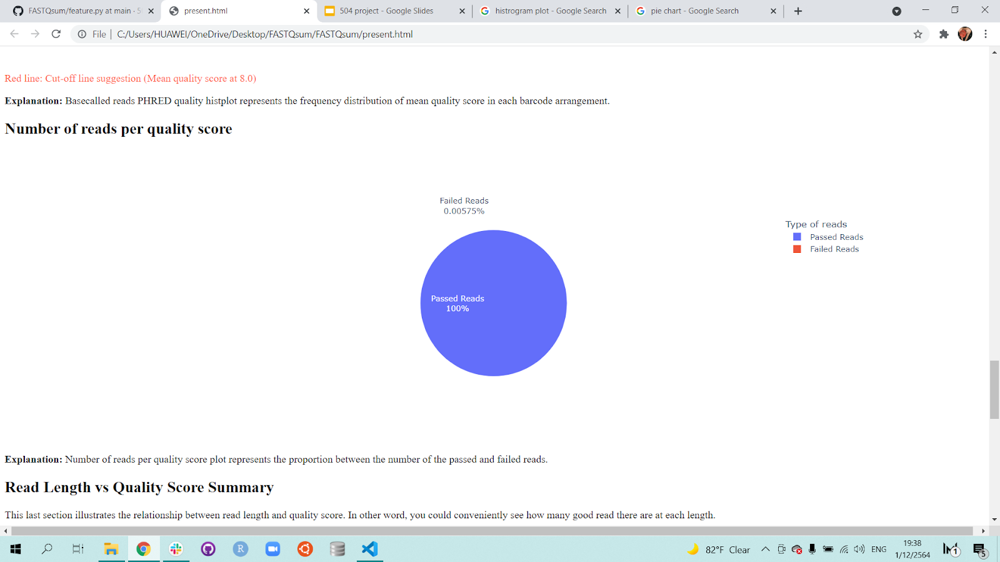 FASTQsum/feature.py at main · 5
present.html
504 project - Google Slides
histrogram plot - Google Search
pie chart - Google Search
File
C:/Users/HUAWEI/OneDrive/Desktop/FASTQsum/FASTQsum/present.html
Red line: Cut-off line suggestion (Mean quality score at 8.0)
Explanation: Basecalled reads PHRED quality histplot represents the frequency distribution of mean quality score in each barcode arrangement.
Number of reads per quality score
Failed Reads
0.00575%
Type of reads
Passed Reads
Failed Reads
Passed Reads
100%
Explanation: Number of reads per quality score plot represents the proportion between the number of the passed and failed reads.
Read Length vs Quality Score Summary
This last section illustrates the relationship between read length and quality score. In other word, you could conveniently see how many good read there are at each length.
R
82°F Clear
ENG
19:38
1/12/2564
1
5